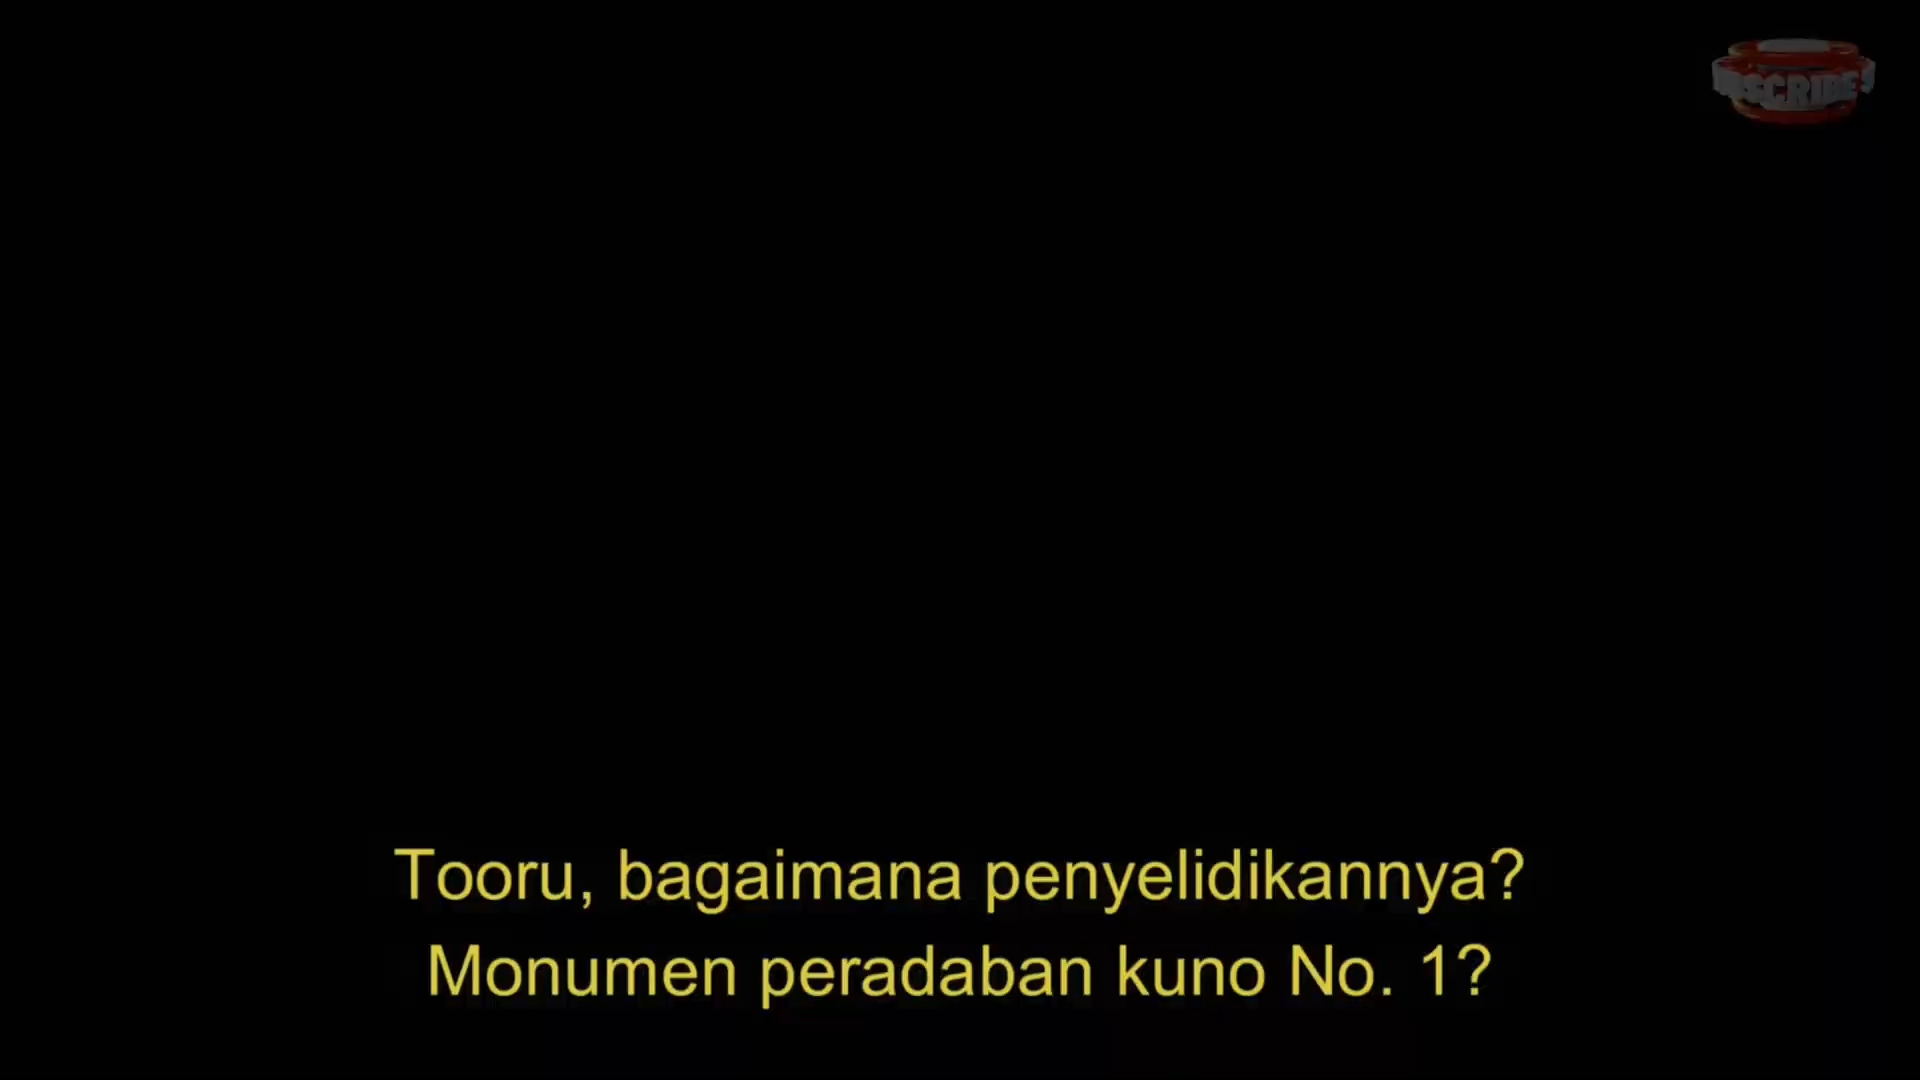 Tooru, bagaimana penyelidikannya?
Monumen peradaban kuno No. 1?